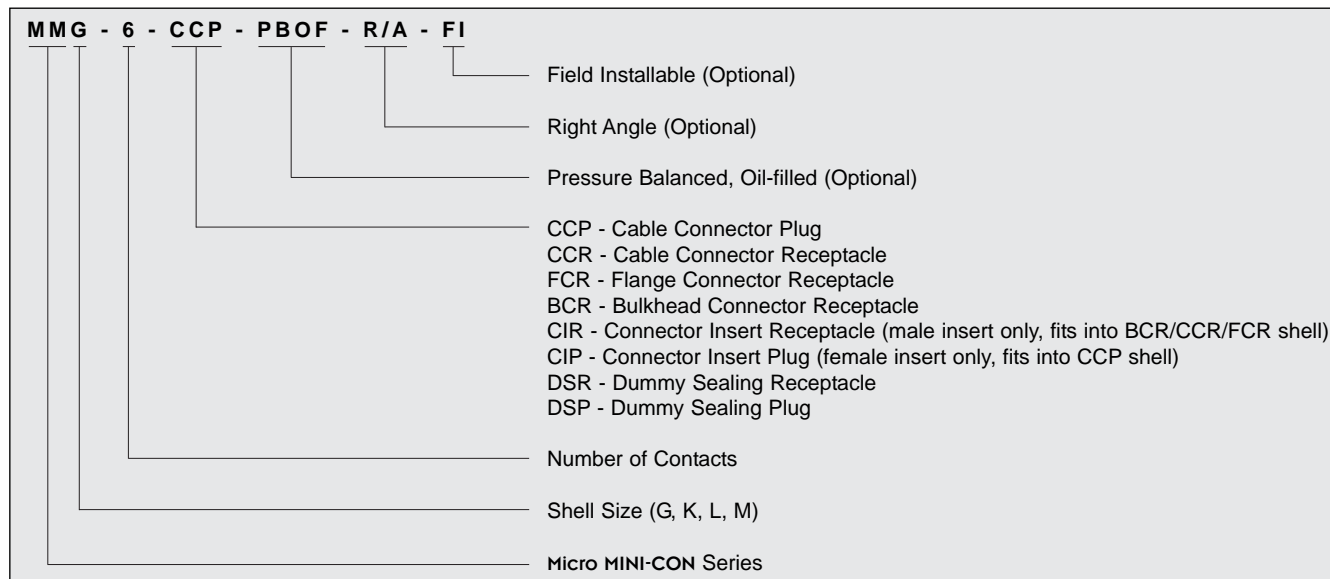 MMG - 6 - CCP - PBOF - R/A - FI
Field Installable (Optional)
Right Angle (Optional)
Pressure Balanced, Oil-filled (Optional)
CCP - Cable Connector Plug
CCR - Cable Connector Receptacle
FCR - Flange Connector Receptacle
BCR - Bulkhead Connector Receptacle
CIR - Connector Insert Receptacle (male insert only, fits into BCR/CCR/FCR shell)
CIP - Connector Insert Plug (female insert only, fits into CCP shell)
DSR - Dummy Sealing Receptacle
DSP - Dummy Sealing Plug
Number of Contacts
Shell Size (G, K, L, M)
Micro MINI-CON Series